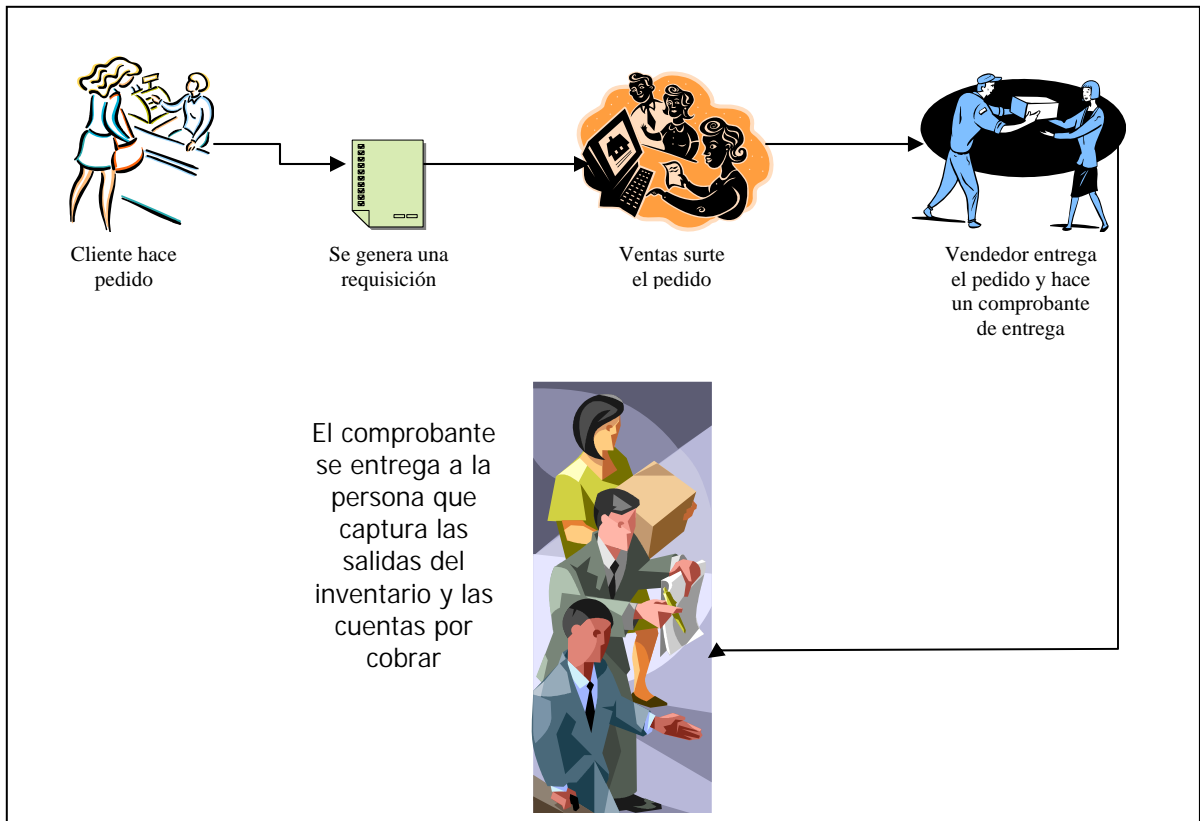 Cliente hace
pedido
Se genera una
requisición
Ventas surte
el pedido
Vendedor entrega
el pedido y hace
un comprobante
de entrega
El comprobante
se entrega a la
persona que
captura las
salidas del
inventario y las
cuentas por
cobrar